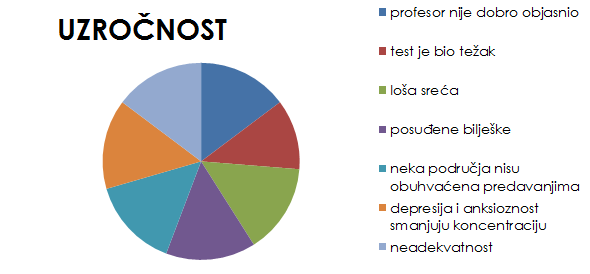 UZROČNOST
profesor nije dobro objasnio
test je bio težak
loša sreća
posuđene bilješke
neka područja nisu
obuhvaćena predavanjima
depresija i anksioznost
smanjuju koncentraciju
neadekvatnost